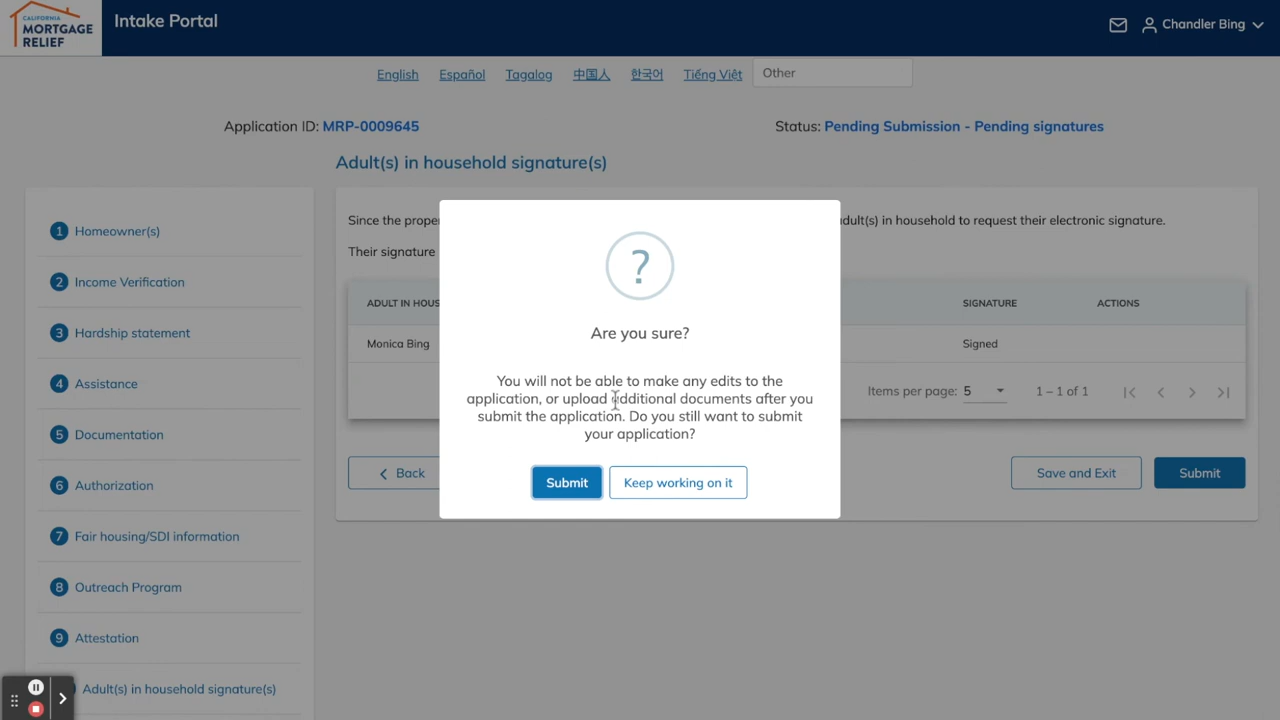 CALIFORNIA
MORTGAGE
RELIEF
Intake Portal
Chandler Bing
English Español Tagalog 中国人 한국어 Tiếng Việt Other
Application ID: MRP-0009645
Status: Pending Submission - Pending signatures
Adult(s) in household signature(s)
1 Homeowner(s)
2 Income Verification
3 Hardship statement
4 Assistance
5 Documentation
6 Authorization
7 Fair housing/SDI information
8 Outreach Program
9 Attestation
Adult(s) in household signature(s)
Since the prope
dult(s) in household to request their electronic signature.
Their signature
ADULT IN HOUS SIGNATURE ACTIONS
Monica Bing Signed
Items per page: 5 1 – 1 of 1
Back Save and Exit Submit
?
Are you sure?
You will not be able to make any edits to the
application, or upload additional documents after you
submit the application. Do you still want to submit
your application?
Submit Keep working on it